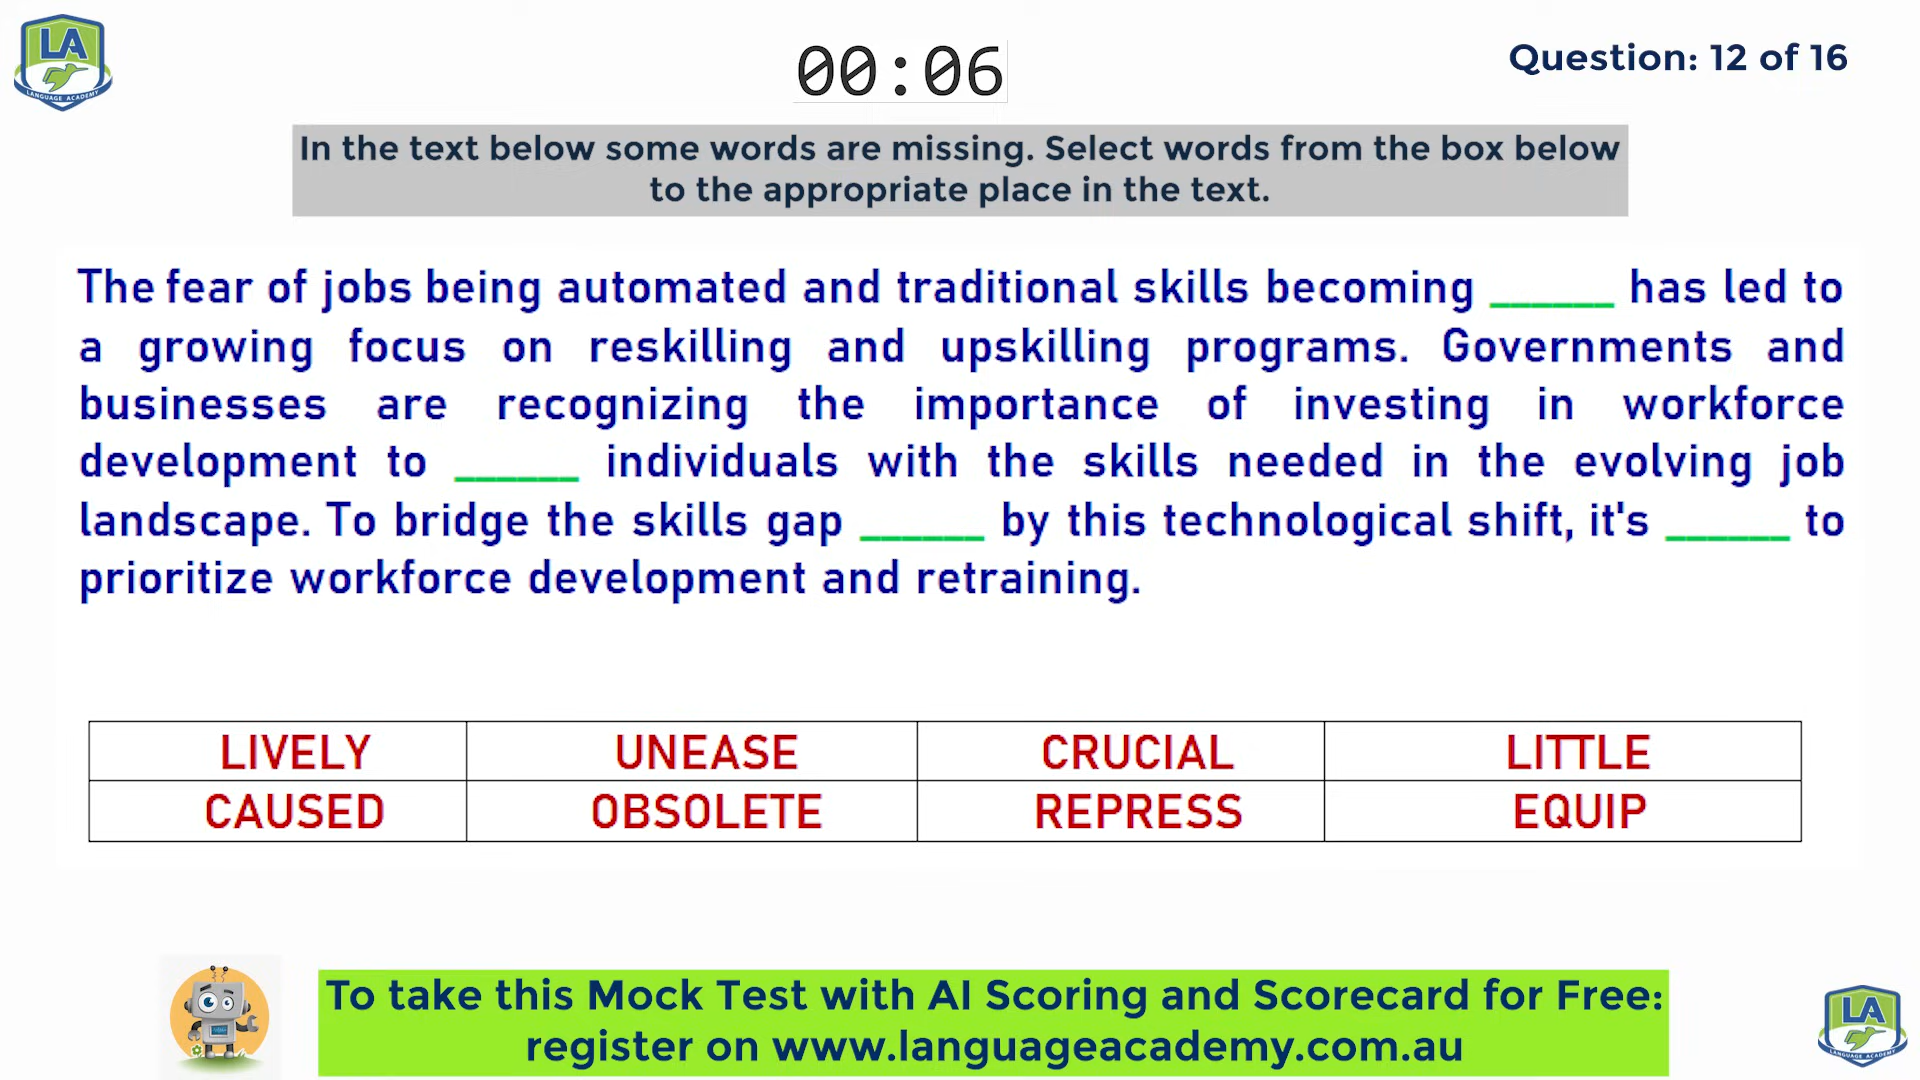 LA
LANGUAGE ACADEMY
00:06
Question: 12 of 16
In the text below some words are missing. Select words from the box below
to the appropriate place in the text.
The fear of jobs being automated and traditional skills becoming ______ has led to
a growing focus on reskilling and upskilling programs. Governments and
businesses are recognizing the importance of investing in workforce
development to ______ individuals with the skills needed in the evolving job
landscape. To bridge the skills gap ______ by this technological shift, it's ______ to
prioritize workforce development and retraining.
LIVELY UNEASE CRUCIAL LITTLE
CAUSED OBSOLETE REPRESS EQUIP
To take this Mock Test with AI Scoring and Scorecard for Free:
register on www.languageacademy.com.au
LA
LANGUAGE ACADEMY